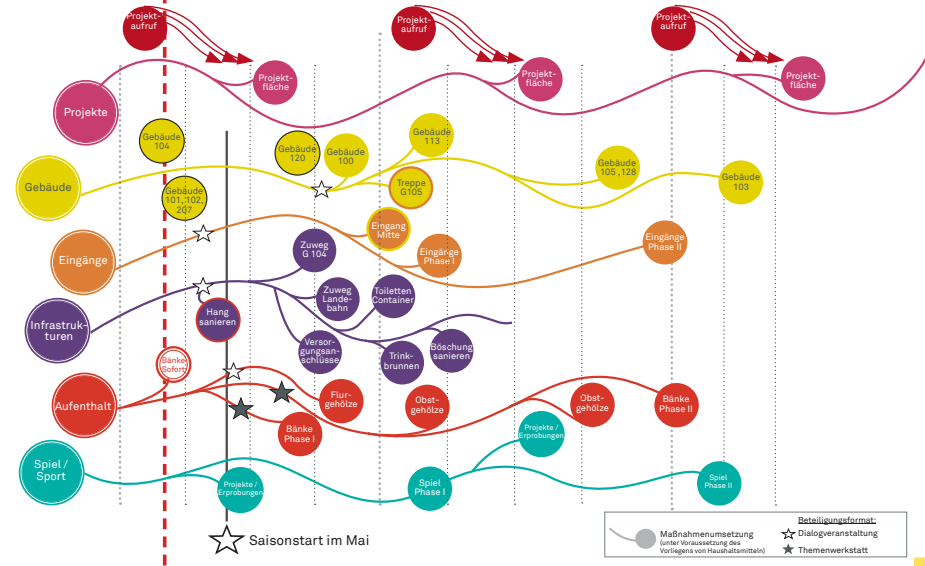 Projekt-
aufruf
Projekt-
aufruf
Projekt-
aufruf
Projekte
Projekt-
fläche
Projekt-
fläche
Projekt-
fläche
Gebäude
Gebäude
104
Gebäude
101,102,
207
Gebäude
120
Gebäude
100
Gebäude
113
Treppe
G105
Gebäude
105 ,128
Gebäude
103
Eingänge
Eingang
Mitte
Eingänge
Phase I
Eingänge
Phase II
Infrastruk-
turen
Hang
sanieren
Zuweg
G 104
Zuweg
Lande-
bahn
Toiletten
Container
Versor-
gungsan-
schlüsse
Trink-
brunnen
Böschung
sanieren
Aufenthalt
Bänke
Sofort
Bänke
Phase I
Flur-
gehölze
Obst-
gehölze
Obst-
gehölze
Bänke
Phase II
Spiel /
Sport
Projekte /
Erprobungen
Spiel
Phase I
Projekte /
Erprobungen
Spiel
Phase II
Saisonstart im Mai
Maßnahmenumsetzung
(unter Voraussetzung des
Vorliegens von Haushaltsmitteln)
Beteiligungsformat:
Dialogveranstaltung
Themenwerkstatt